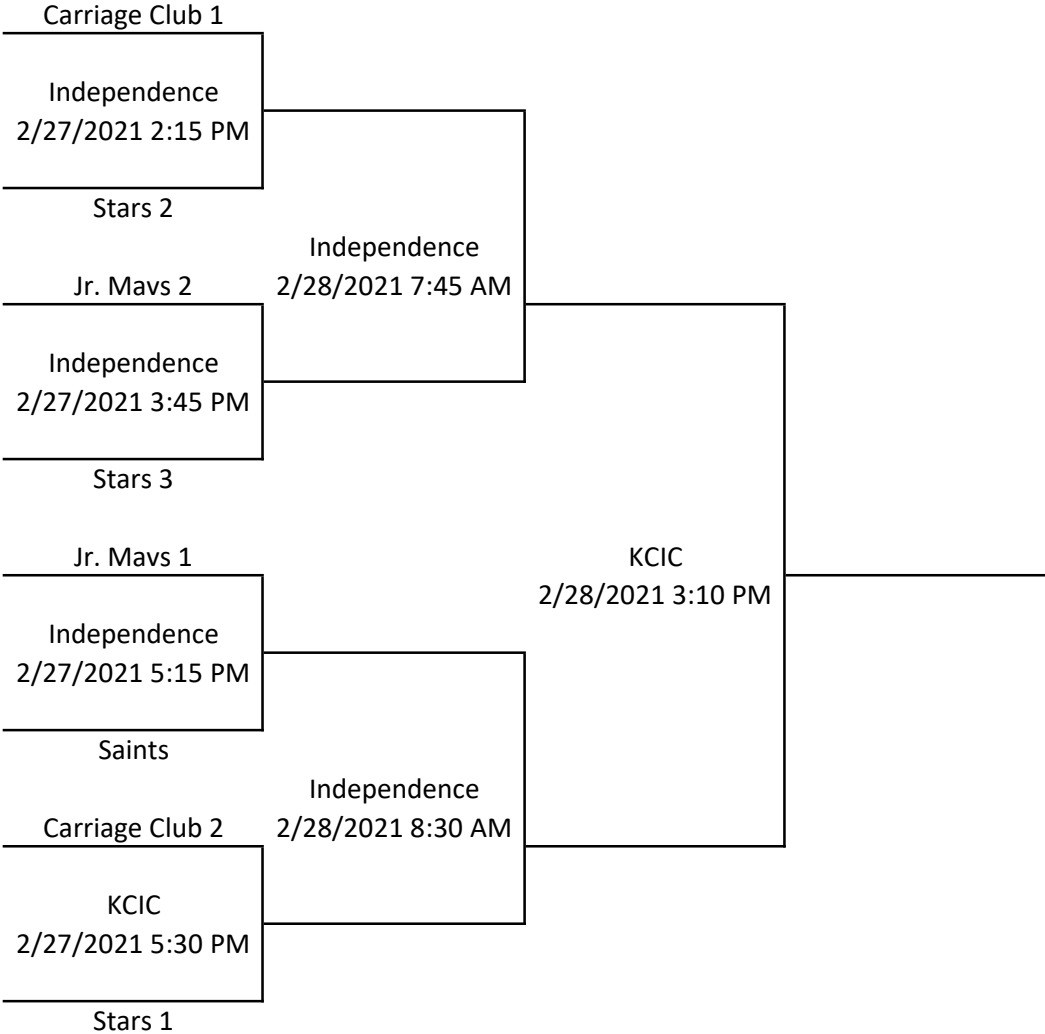 Carriage Club 1
Independence
2/27/2021 2:15 PM
Stars 2
Independence
2/28/2021 7:45 AM
Jr. Mavs 2
Independence
2/27/2021 3:45 PM
Stars 3
Jr. Mavs 1
KCIC
2/28/2021 3:10 PM
Independence
2/27/2021 5:15 PM
Saints
Independence
2/28/2021 8:30 AM
Carriage Club 2
KCIC
2/27/2021 5:30 PM
Stars 1